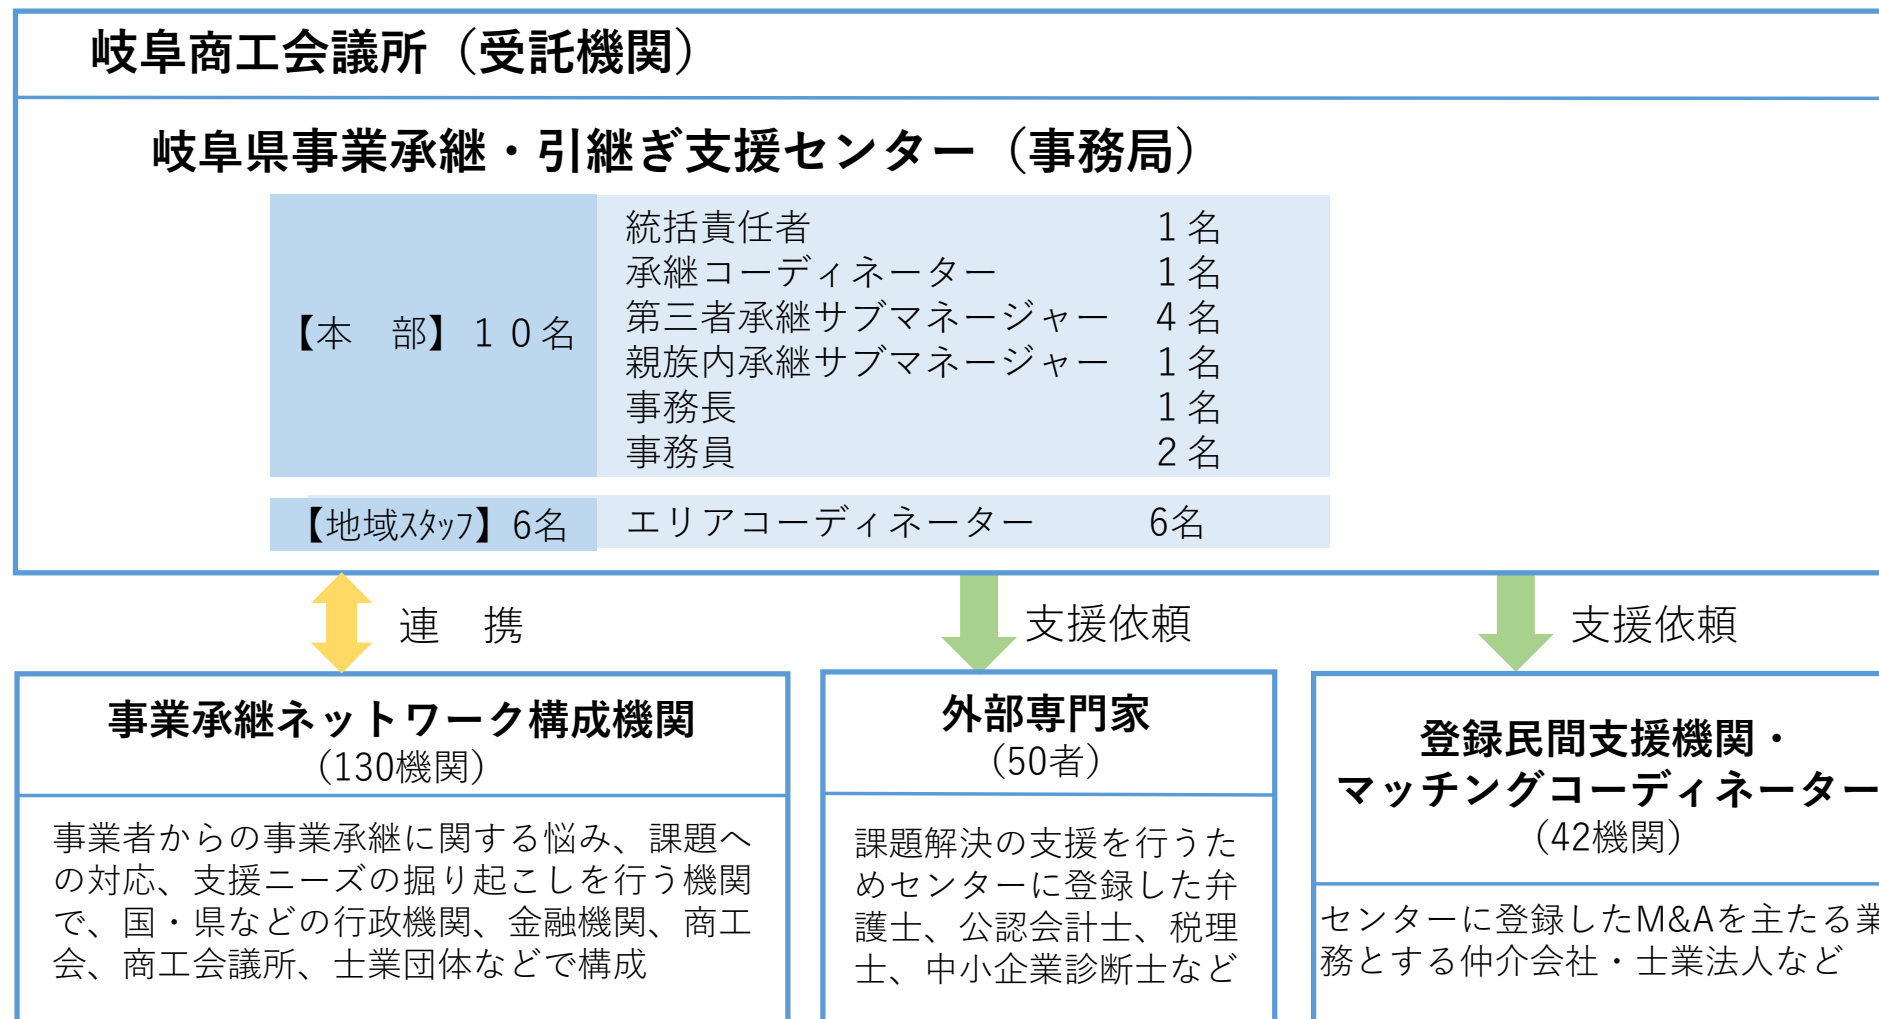 岐阜商工会議所（受託機関）
岐阜県事業承継・引継ぎ支援センター（事務局）
【本　部】１０名
統括責任者　１名
承継コーディネーター　１名
第三者承継サブマネージャー　４名
親族内承継サブマネージャー　１名
事務長　１名
事務員　２名
【地域ｽﾀｯﾌ】6名　エリアコーディネーター　6名
連　携
支援依頼
支援依頼
事業承継ネットワーク構成機関
（130機関）
事業者からの事業承継に関する悩み、課題へ
の対応、支援ニーズの掘り起こしを行う機関
で、国・県などの行政機関、金融機関、商工
会、商工会議所、士業団体などで構成
外部専門家
（50者）
課題解決の支援を行うた
めセンターに登録した弁
護士、公認会計士、税理
士、中小企業診断士など
登録民間支援機関・
マッチングコーディネーター
（42機関）
センターに登録したM&Aを主たる業
務とする仲介会社・士業法人など